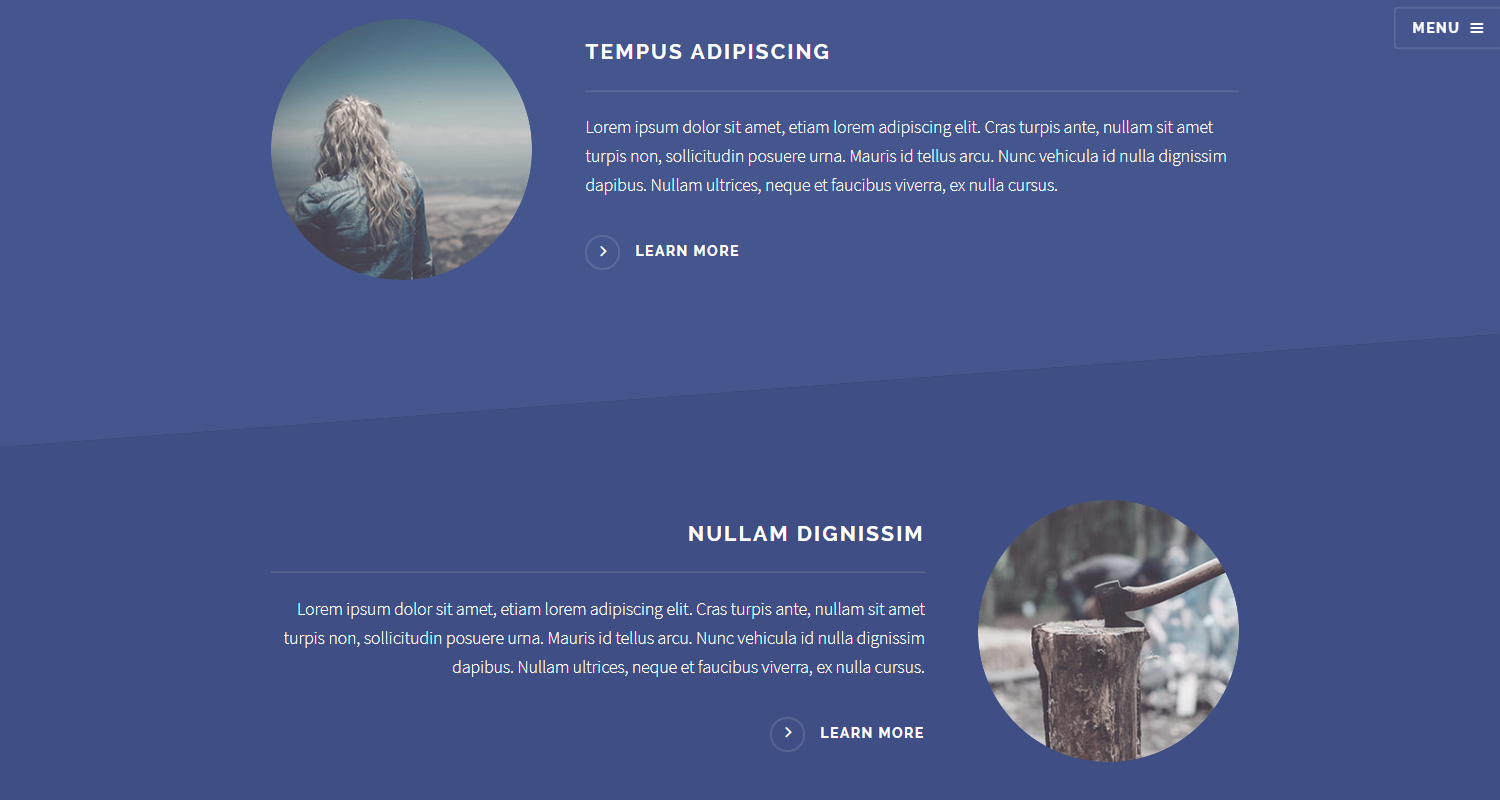 MENU
TEMPUS ADIPISCING
Lorem ipsum dolor sit amet, etiam lorem adipiscing elit. Cras turpis ante, nullam sit amet
turpis non, sollicitudin posuere urna. Mauris id tellus arcu. Nunc vehicula id nulla dignissim
dapibus. Nullam ultrices, neque et faucibus viverra, ex nulla cursus.
LEARN MORE
NULLAM DIGNISSIM
Lorem ipsum dolor sit amet, etiam lorem adipiscing elit. Cras turpis ante, nullam sit amet
turpis non, sollicitudin posuere urna. Mauris id tellus arcu. Nunc vehicula id nulla dignissim
dapibus. Nullam ultrices, neque et faucibus viverra, ex nulla cursus.
LEARN MORE